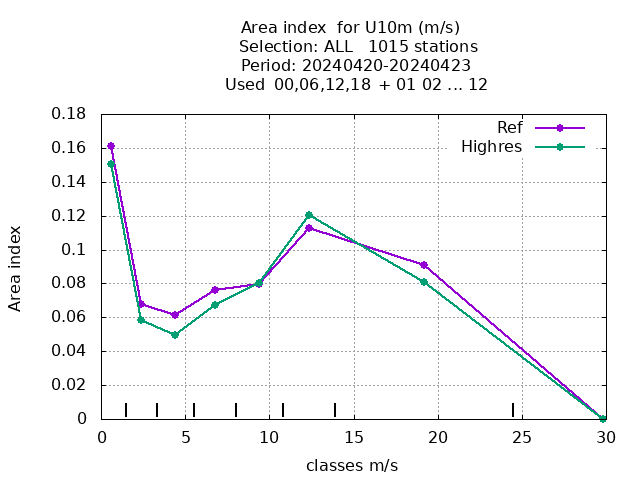 Area index  for U10m (m/s)
Selection: ALL   1015 stations
Period: 20240420-20240423
Used  00,06,12,18 + 01 02 ... 12
Ref
Highres
0.18
0.16
0.14
0.12
0.1
0.08
0.06
0.04
0.02
0
Area index
0 5 10 15 20 25 30
classes m/s